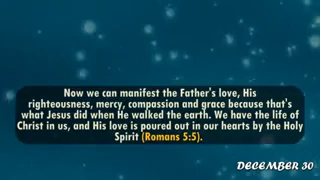 Now we can manifest the Father's love, His
righteousness, mercy, compassion and grace because that's
what Jesus did when He walked the earth. We have the life of
Christ in us, and His love is poured out in our hearts by the Holy
Spirit (Romans 5:5).
DECEMBER 30